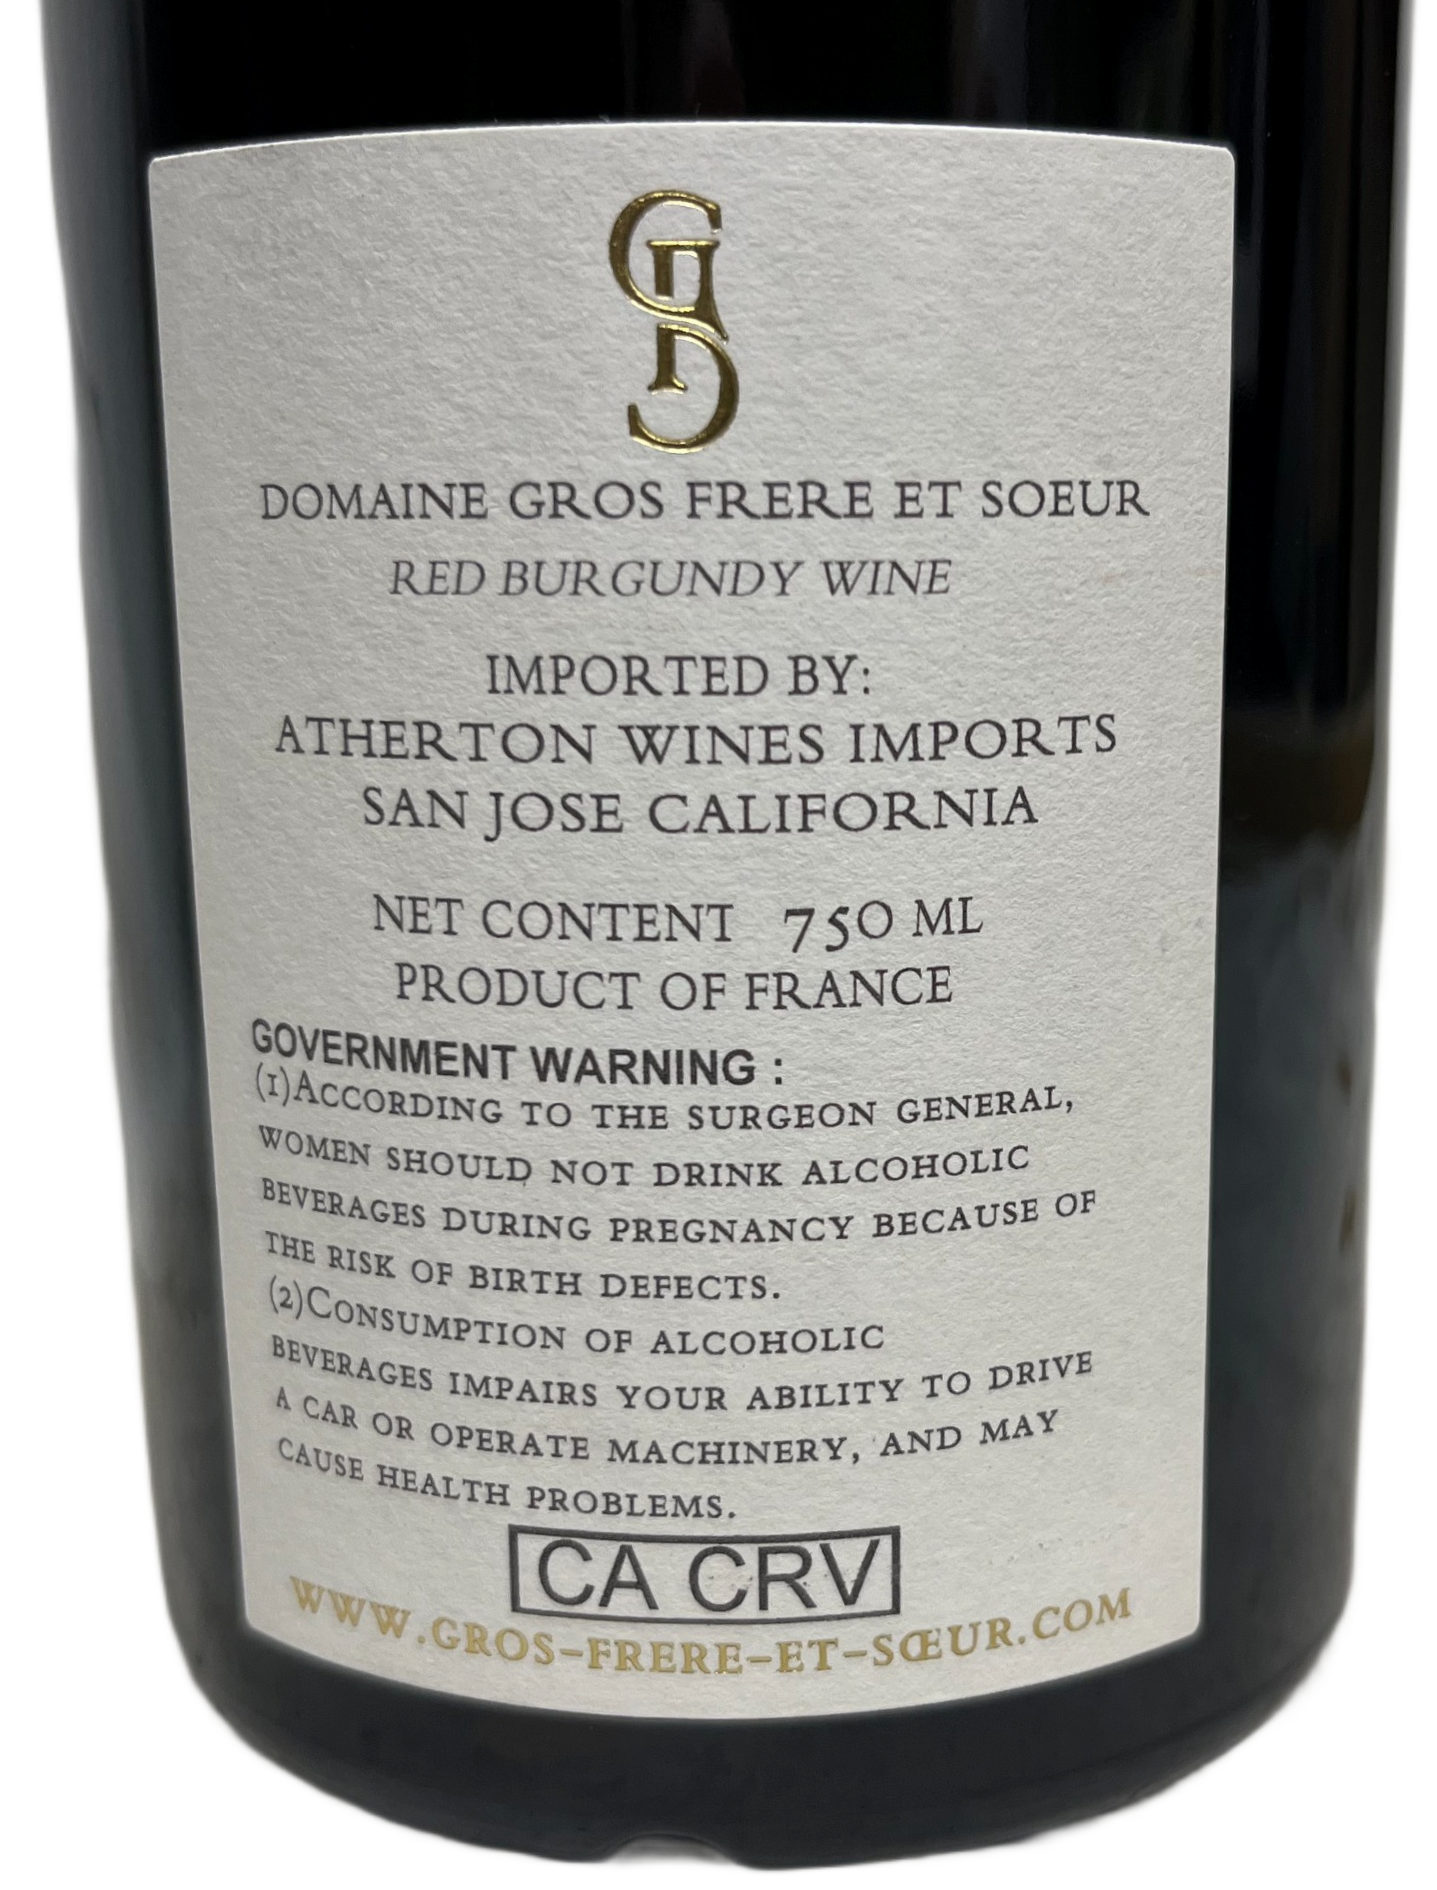 DOMAINE GROS FRERE ET SOEUR
RED BURGUNDY WINE
IMPORTED BY:
ATHERTON WINES IMPORTS
SAN JOSE CALIFORNIA
NET CONTENT 750 ML
PRODUCT OF FRANCE
GOVERNMENT WARNING :
(1)ACCORDING TO THE SURGEON GENERAL,
WOMEN SHOULD NOT DRINK ALCOHOLIC
BEVERAGES DURING PREGNANCY BECAUSE OF
THE RISK OF BIRTH DEFECTS.
(2)CONSUMPTION OF ALCOHOLIC
BEVERAGES IMPAIRS YOUR ABILITY TO DRIVE
A CAR OR OPERATE MACHINERY, AND MAY
CAUSE HEALTH PROBLEMS.
CA CRV
WWW.GROS-FRERE-ET-SŒUR.COM